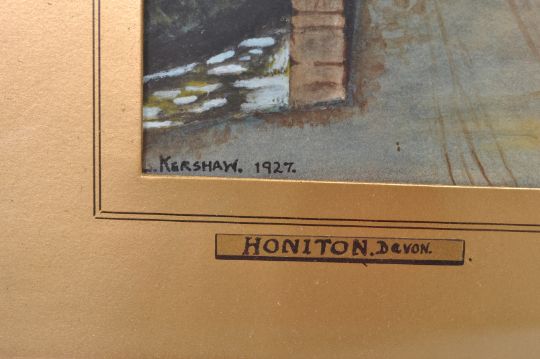 L. KERSHAW. 1927.
HONITON. DEVON.